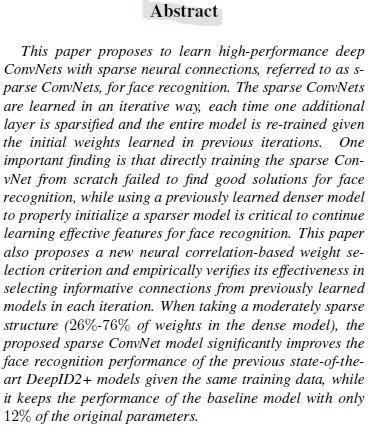 Abstract
This paper proposes to learn high-performance deep
ConvNets with sparse neural connections, referred to as s-
parse ConvNets, for face recognition. The sparse ConvNets
are learned in an iterative way, each time one additional
layer is sparsified and the entire model is re-trained given
the initial weights learned in previous iterations. One
important finding is that directly training the sparse Con-
vNet from scratch failed to find good solutions for face
recognition, while using a previously learned denser model
to properly initialize a sparser model is critical to continue
learning effective features for face recognition. This paper
also proposes a new neural correlation-based weight se-
lection criterion and empirically verifies its effectiveness in
selecting informative connections from previously learned
models in each iteration. When taking a moderately sparse
structure (26%-76% of weights in the dense model), the
proposed sparse ConvNet model significantly improves the
face recognition performance of the previous state-of-the-
art DeepID2+ models given the same training data, while
it keeps the performance of the baseline model with only
12% of the original parameters.